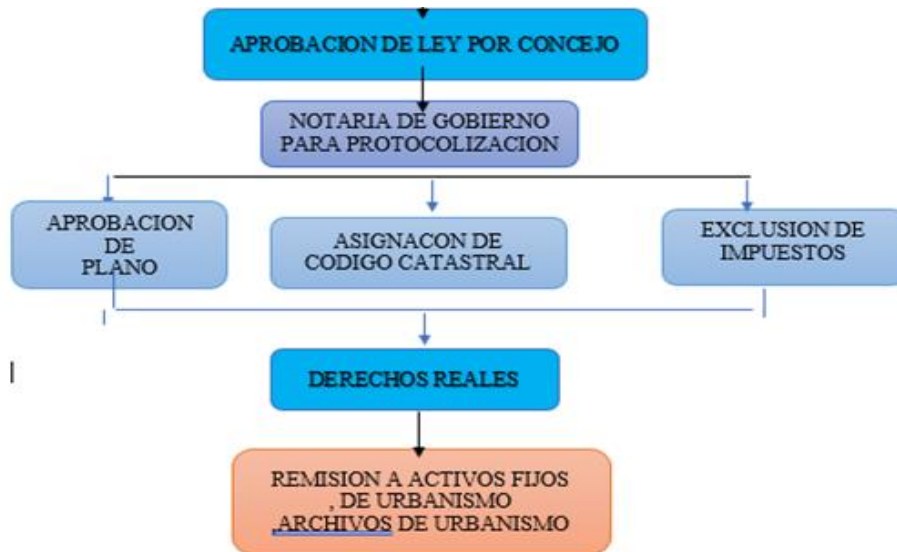 APROBACION DE LEY POR CONCEJO
NOTARIA DE GOBIERNO
PARA PROTOCOLIZACION
APROBACION
DE
PLANO
ASIGNACON DE
CODIGO CATASTRAL
EXCLUSION DE
IMPUESTOS
DERECHOS REALES
REMISION A ACTIVOS FIJOS
, DE URBANISMO
,ARCHIVOS DE URBANISMO